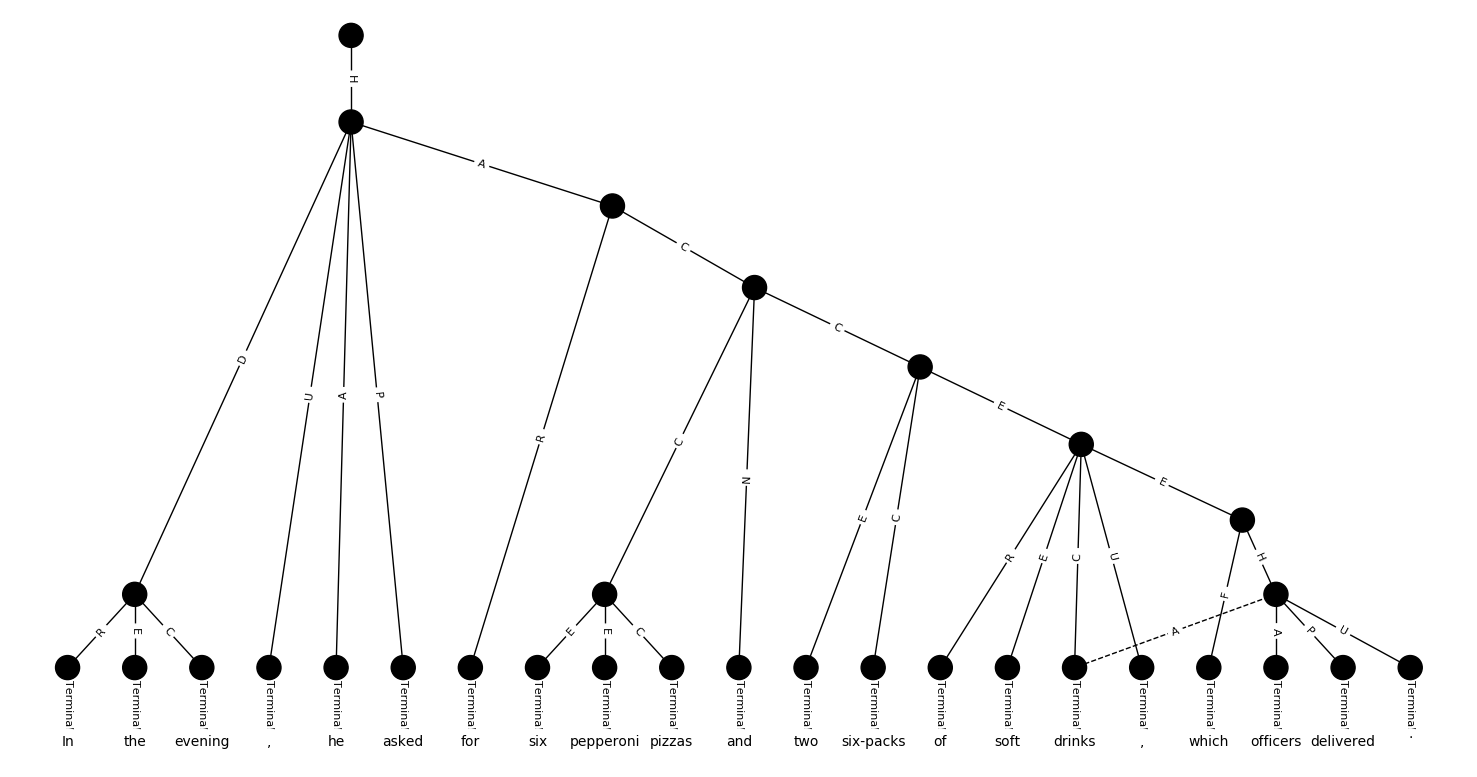 H
A
C
D
U
A
P
R
C
N
C
E
E
C
E
R
E
C
U
F
H
A
A
P
U
R
E
C
E
E
C
Terminal Terminal Terminal Terminal Terminal Terminal Terminal Terminal Terminal Terminal Terminal Terminal Terminal Terminal Terminal Terminal Terminal Terminal Terminal Terminal Terminal
In the evening , he asked for six pepperoni pizzas and two six-packs of soft drinks , which officers delivered .